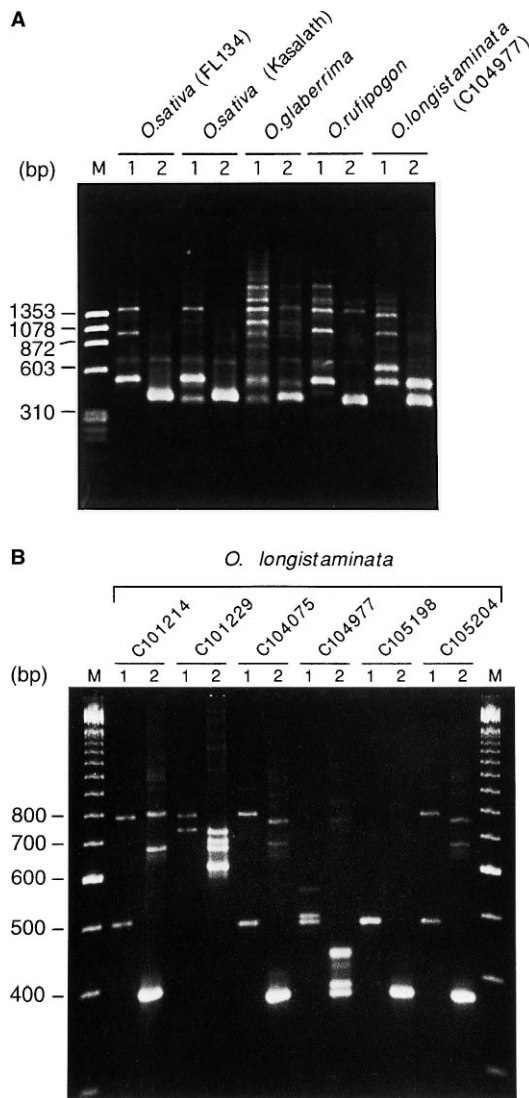 A
O.sativa (FL134)
O.sativa (Kasalath)
O.glaberrima
O.rufipogon
O.longistaminata
(C104977)
(bp) M 1 2 1 2 1 2 1 2 1 2
1353
1078
872
603
310
B
O. longistaminata
C101214 C101229 C104075 C104977 C105198 C105204
(bp) M 1 2 1 2 1 2 1 2 1 2 1 2 M
800
700
600
500
400